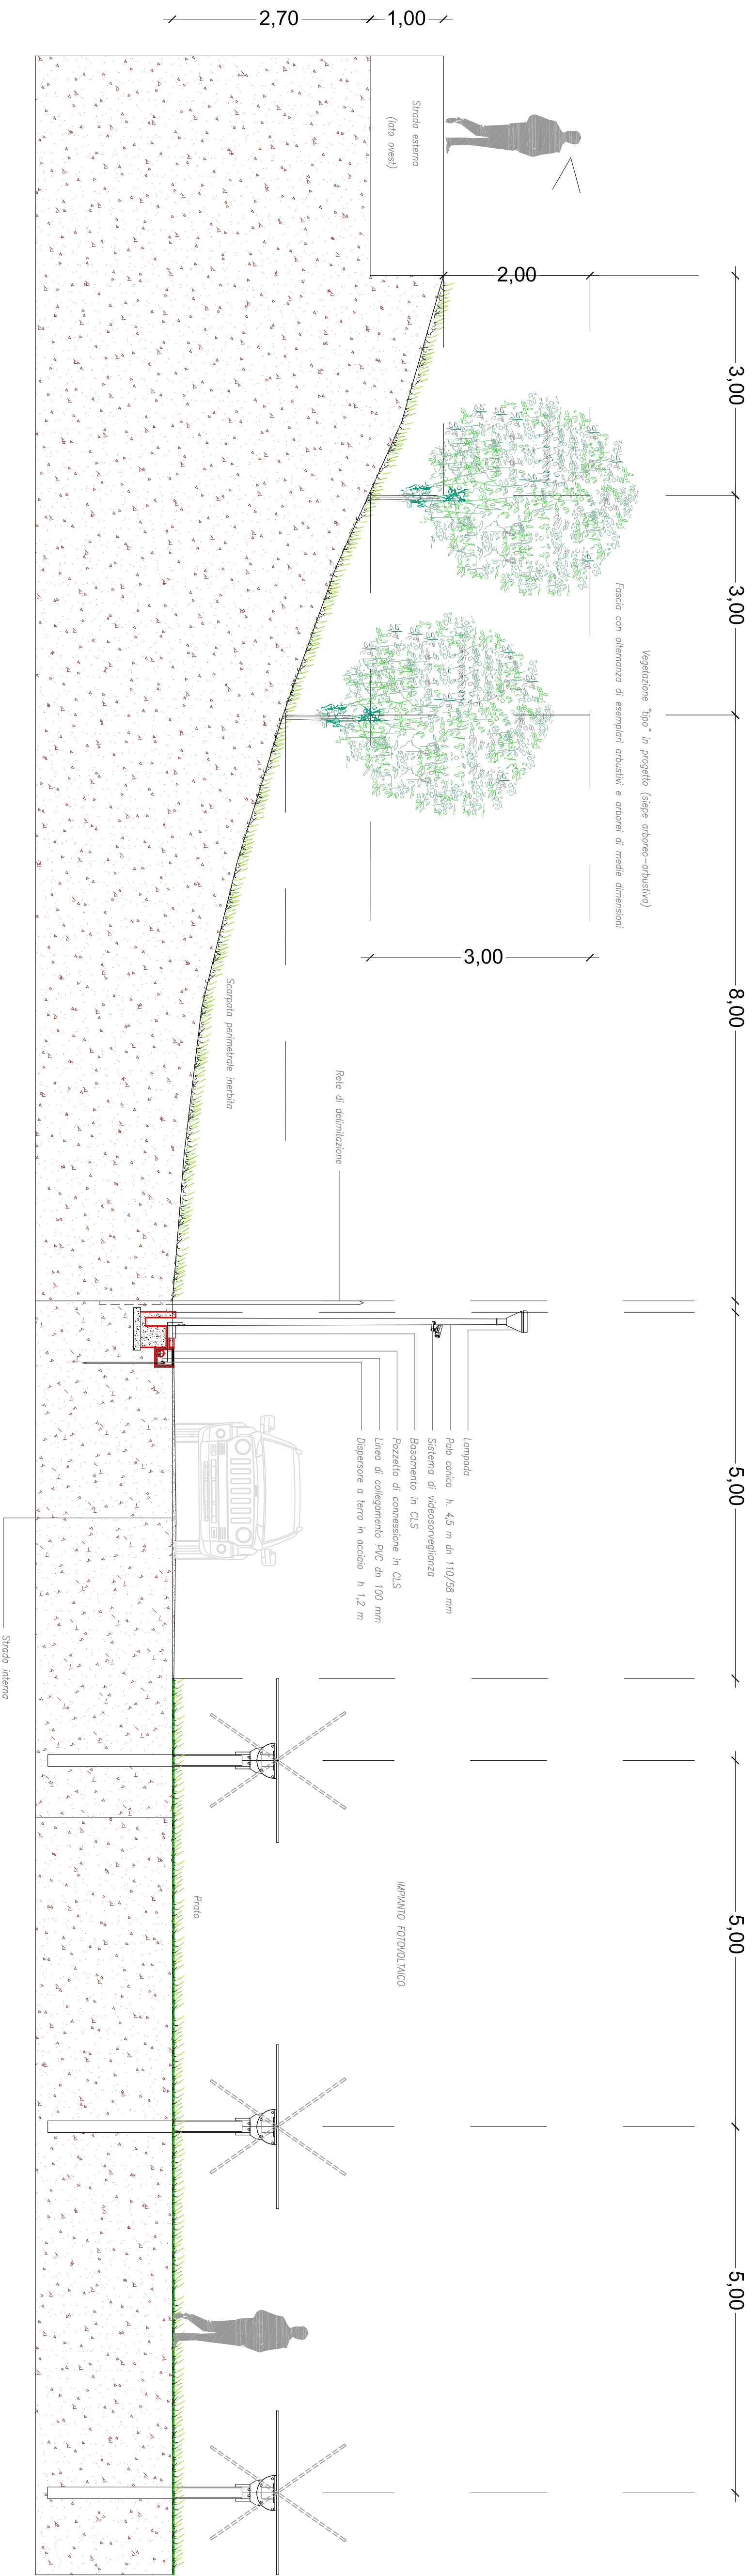 3,00
3,00
8,00
5,00
5,00
5,00
Vegetazione "tipo" in progetto (siepe arboreo-arbustiva)
Fascia con alternanza di esemplari arbustivi e arborei di medie dimensioni
2,00
3,00
1,00
2,70
Strada esterna
(lato ovest)
Scarpata perimetrale inerbita
Rete di delimitazione
Lampada
Palo conico h. 4,5 m dn 110/58 mm
Sistema di videosorveglianza
Basamento in CLS
Pozzetto di connessione in CLS
Linea di collegamento PVC dn 100 mm
Dispersore a terra in acciaio h 1,2 m
IMPIANTO FOTOVOLTAICO
Prato
Strada interna